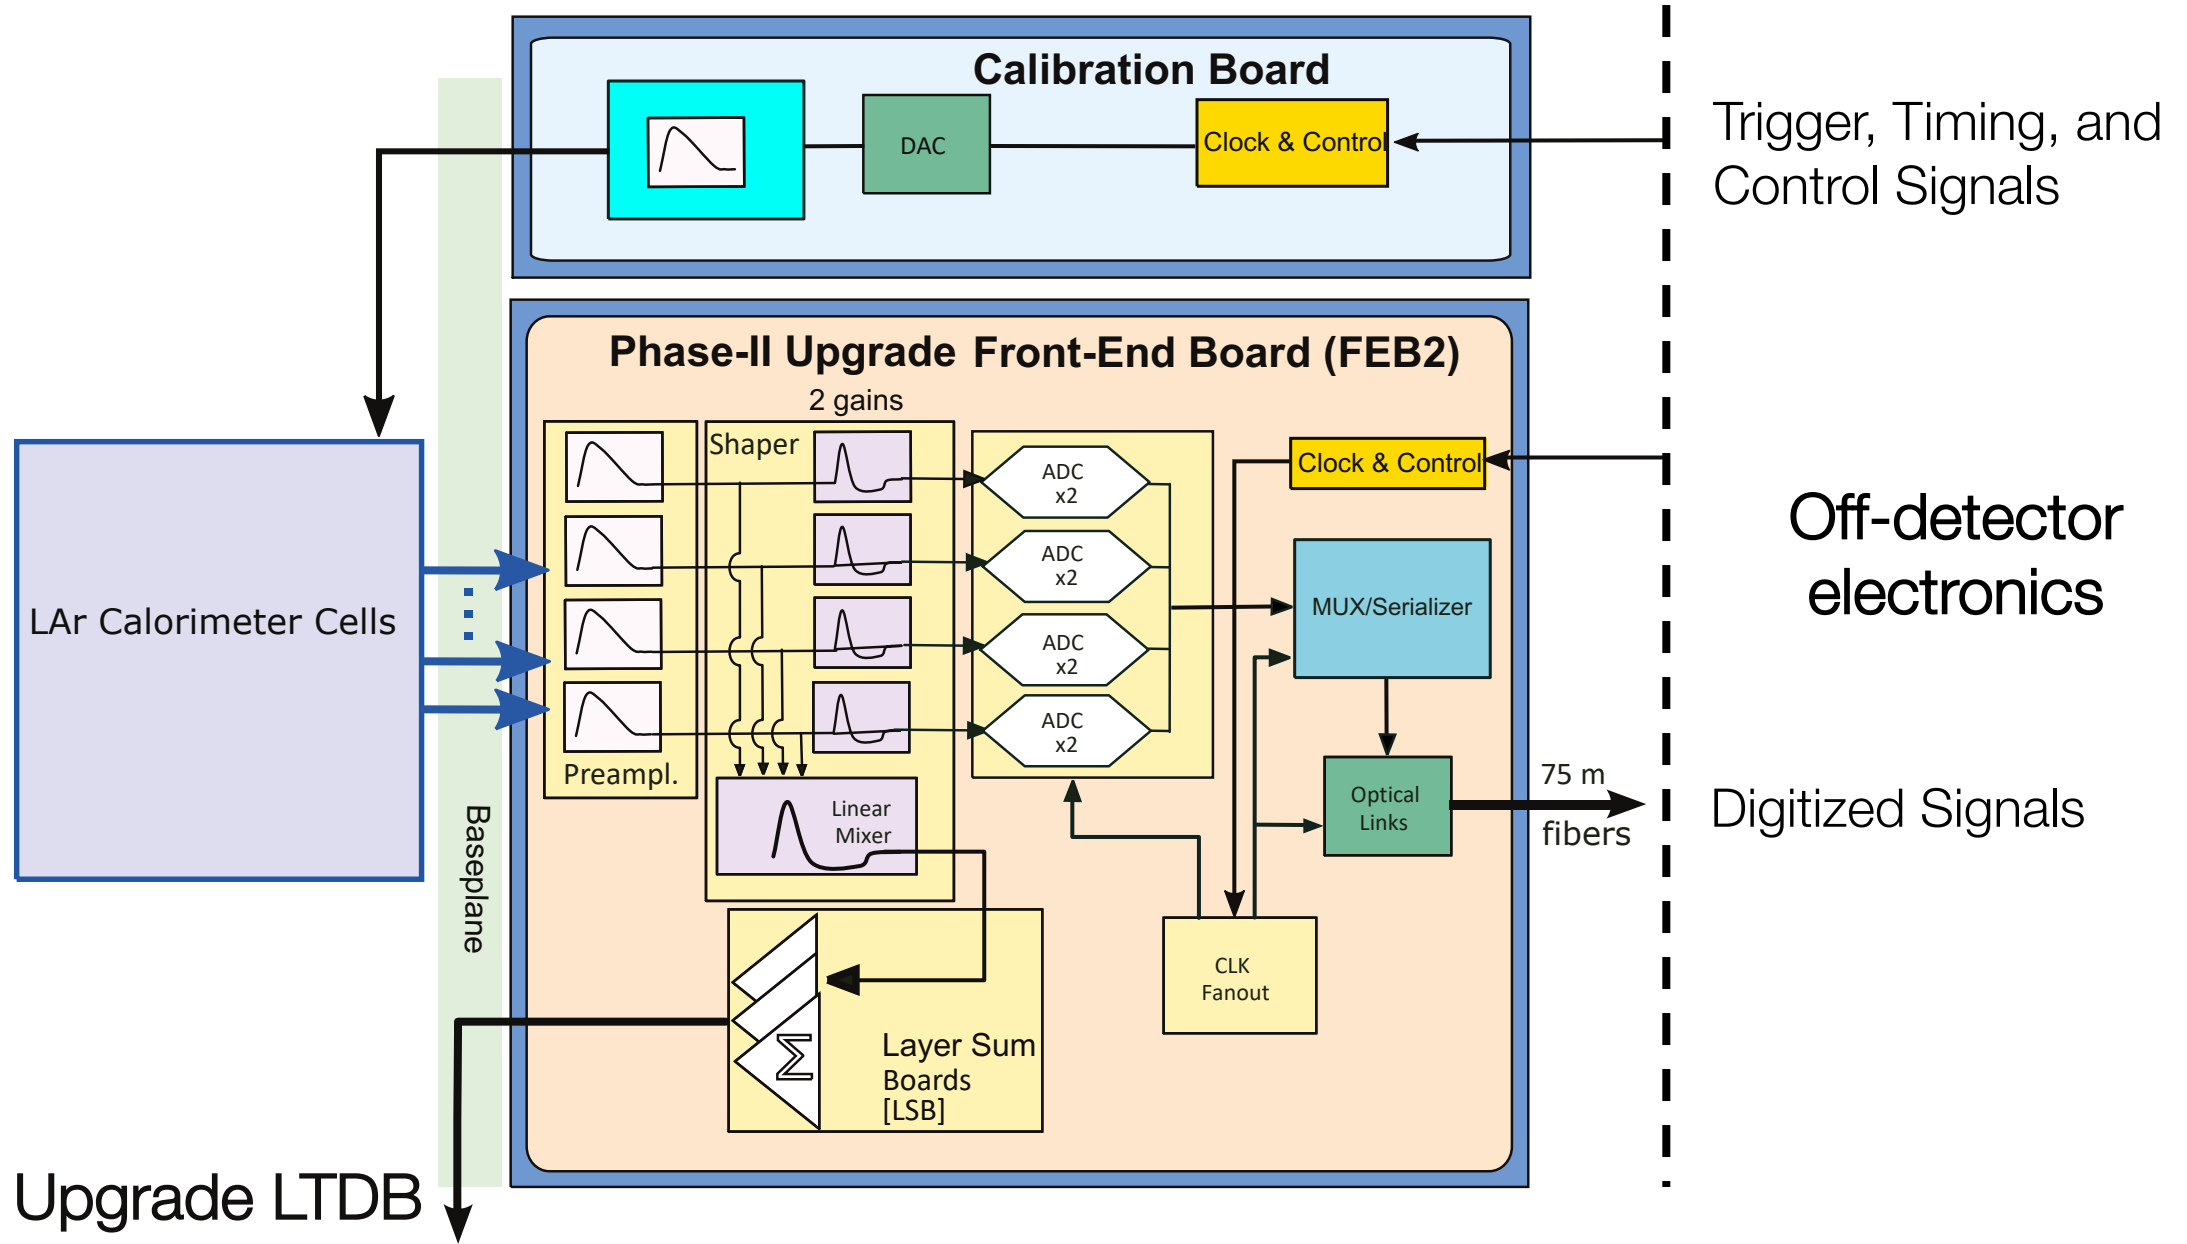 Calibration Board
DAC
Clock & Control
Trigger, Timing, and
Control Signals
Phase-II Upgrade Front-End Board (FEB2)
2 gains
Shaper
ADC
x2
ADC
x2
ADC
x2
ADC
x2
Clock & Control
MUX/Serializer
Off-detector
electronics
LAr Calorimeter Cells
Preampl.
Linear
Mixer
Optical
Links
75 m
fibers
Digitized Signals
Baseplane
CLK
Fanout
Σ
Layer Sum
Boards
[LSB]
Upgrade LTDB